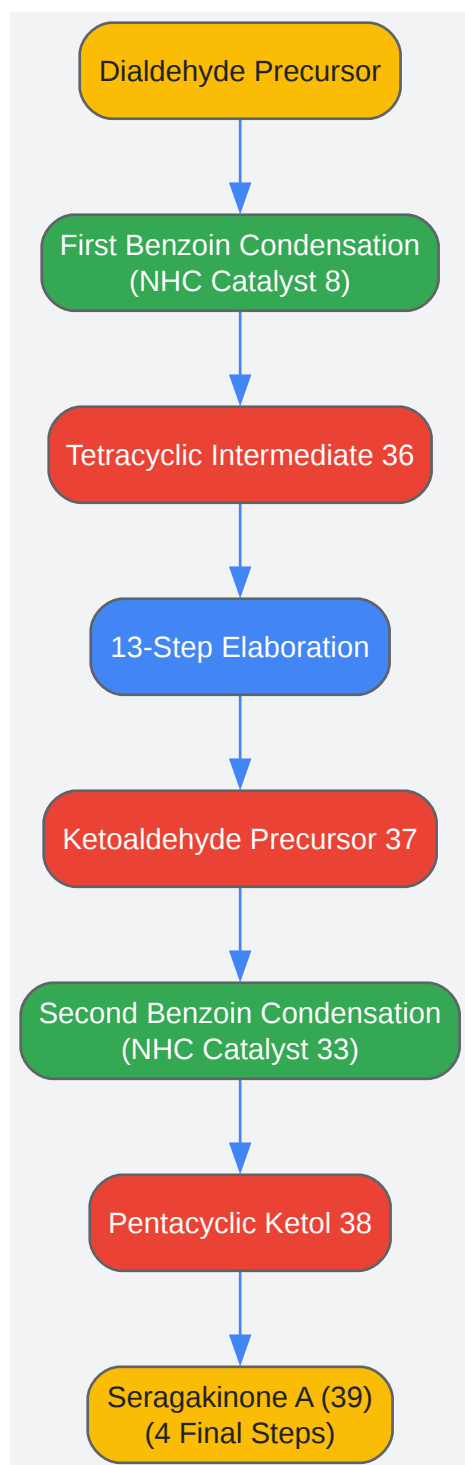 Dialdehyde Precursor
First Benzoin Condensation
(NHC Catalyst 8)
Tetracyclic Intermediate 36
13-Step Elaboration
Ketoaldehyde Precursor 37
Second Benzoin Condensation
(NHC Catalyst 33)
Pentacyclic Ketol 38
Seragakinone A (39)
(4 Final Steps)